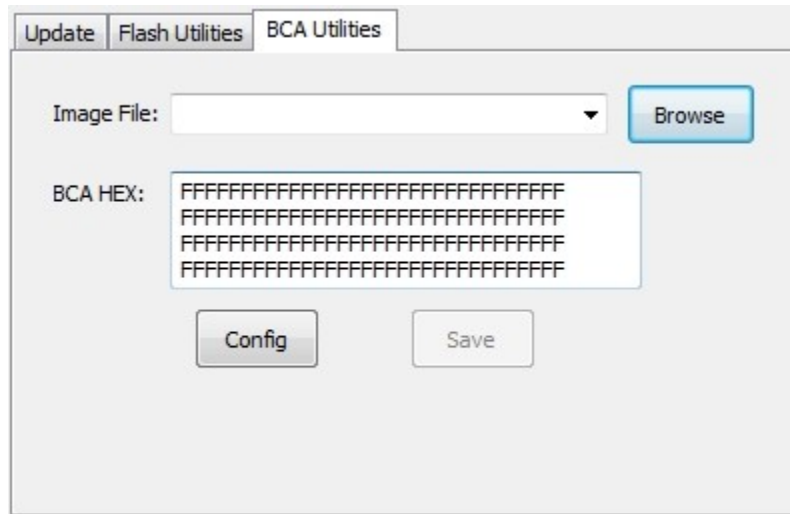 Update Flash Utilities BCA Utilities
Image File: Browse
BCA HEX: FFFFFFFFFFFFFFFFFFFFFFFFFFFFFFFF
FFFFFFFFFFFFFFFFFFFFFFFFFFFFFFFF
FFFFFFFFFFFFFFFFFFFFFFFFFFFFFFFF
FFFFFFFFFFFFFFFFFFFFFFFFFFFFFFFF
Config Save